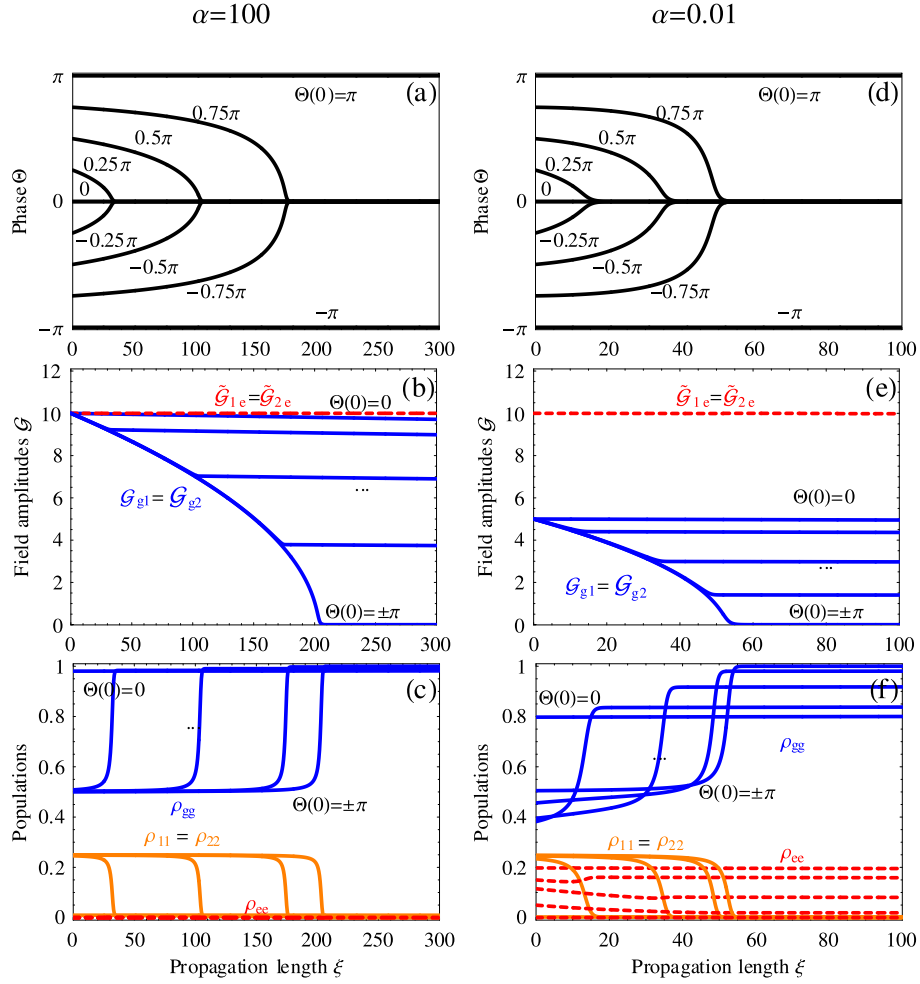 α=100
α=0.01
π
Θ(0)=π
(a)
0.75π
0.5π
0.25π
0
0
−0.25π
−0.5π
−0.75π
−π
−π
Phase Θ
0 50 100 150 200 250 300
π
Θ(0)=π
(d)
0.75π
0.5π
0.25π
0
0
−0.25π
−0.5π
−0.75π
−π
−π
Phase Θ
0 20 40 60 80 100
12
10
8
6
4
2
0
Field amplitudes 𝒢
(b)
𝒢̃1e=𝒢̃2e
Θ(0)=0
...
𝒢g1=𝒢g2
Θ(0)=±π
0 50 100 150 200 250 300
12
10
8
6
4
2
0
Field amplitudes 𝒢
(e)
𝒢̃1e=𝒢̃2e
Θ(0)=0
...
𝒢g1=𝒢g2
Θ(0)=±π
0 20 40 60 80 100
1
0.8
0.6
0.4
0.2
0
Populations
(c)
Θ(0)=0
..
ρgg
Θ(0)=±π
ρ11 = ρ22
ρee
0 50 100 150 200 250 300
Propagation length ξ
1
0.8
0.6
0.4
0.2
0
Populations
(f)
Θ(0)=0
ρgg
...
Θ(0)=±π
ρ11 = ρ22
ρee
0 20 40 60 80 100
Propagation length ξ